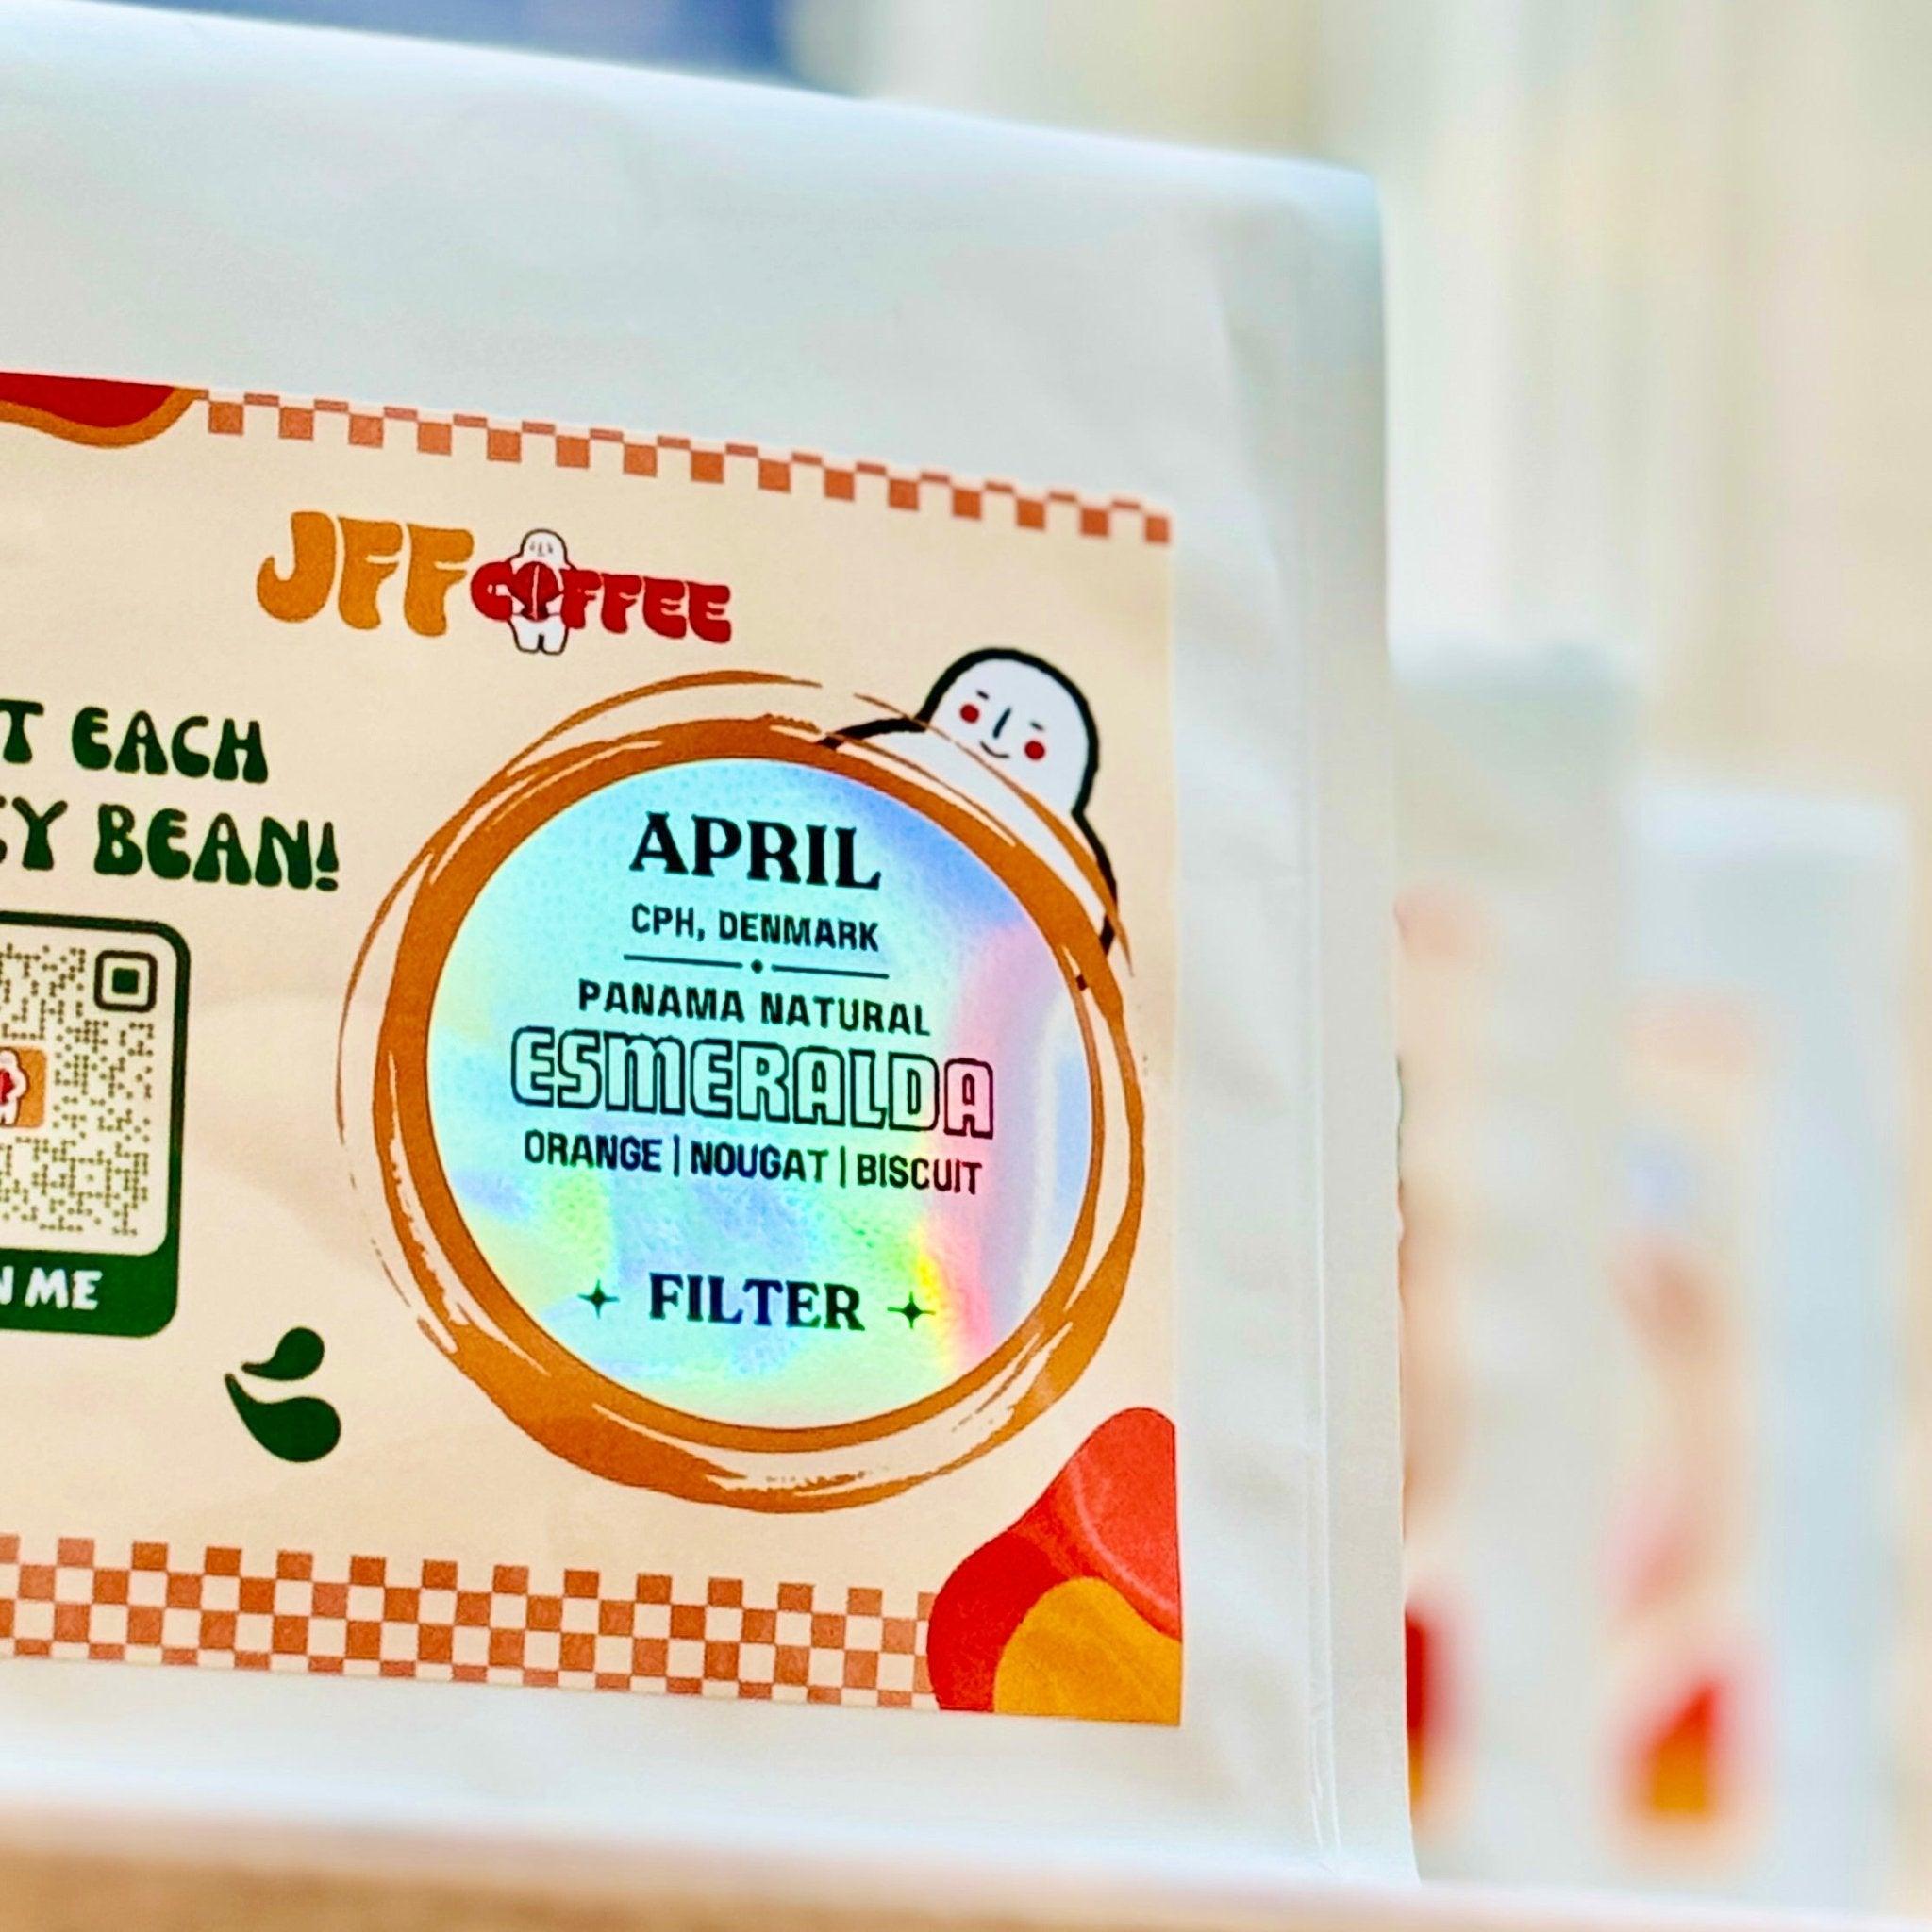 JFF COFFEE
EACH
BEAN!
ME
APRIL
CPH, DENMARK
PANAMA NATURAL
ESMERALDA
ORANGE | NOUGAT | BISCUIT
FILTER